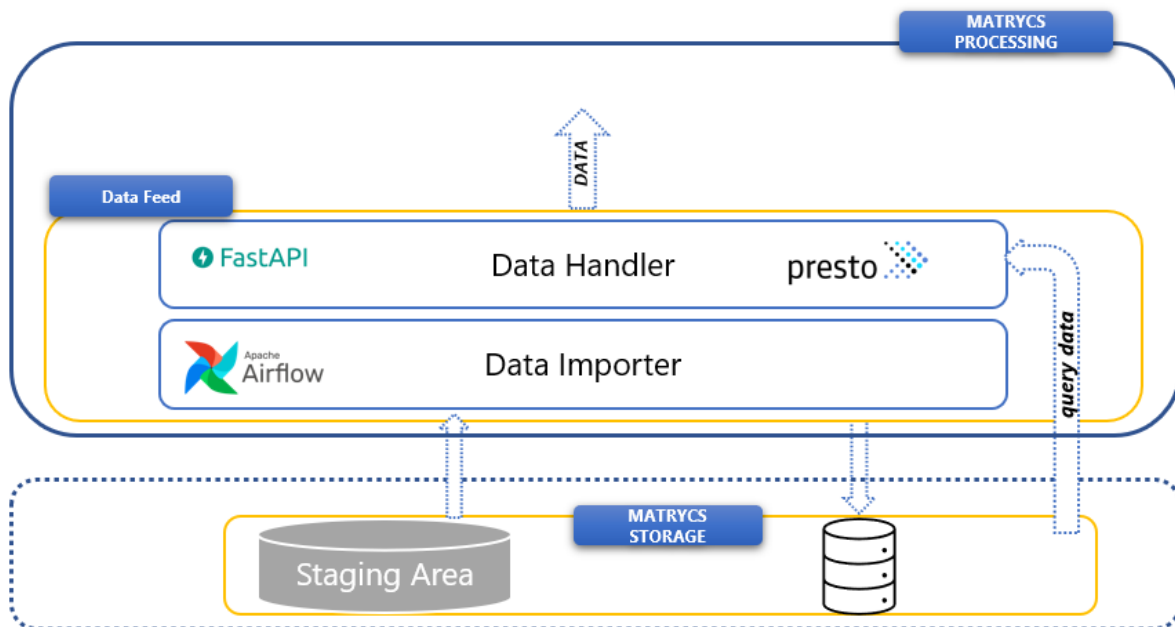 MATRYCS
PROCESSING
DATA
Data Feed
FastAPI
Data Handler
presto
Apache
Airflow
Data Importer
query data
MATRYCS
STORAGE
Staging Area